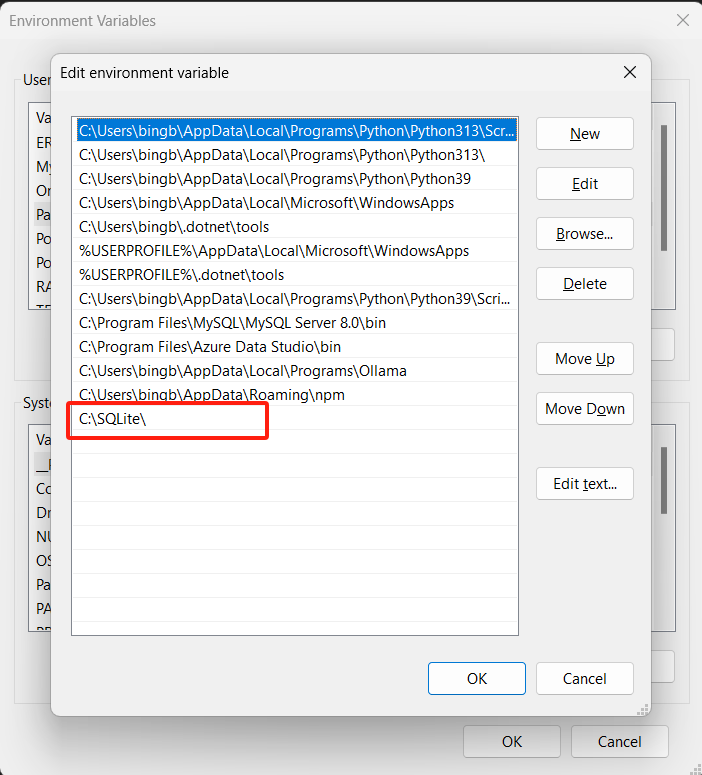 Environment Variables
User
Edit environment variable
Va
ER
My
On
Pa
Po
Po
RA
C:\Users\bingb\AppData\Local\Programs\Python\Python313\Scr...
C:\Users\bingb\AppData\Local\Programs\Python\Python313\
C:\Users\bingb\AppData\Local\Programs\Python\Python39
C:\Users\bingb\AppData\Local\Microsoft\WindowsApps
C:\Users\bingb\.dotnet\tools
%USERPROFILE%\AppData\Local\Microsoft\WindowsApps
%USERPROFILE%\.dotnet\tools
C:\Users\bingb\AppData\Local\Programs\Python\Python39\Scri...
C:\Program Files\MySQL\MySQL Server 8.0\bin
C:\Program Files\Azure Data Studio\bin
C:\Users\bingb\AppData\Local\Programs\Ollama
C:\Users\bingb\AppData\Roaming\npm
C:\SQLite\
New
Edit
Browse...
Delete
Move Up
Move Down
Edit text...
Syste
Va
Co
Dr
NU
OS
Pa
PA
OK
Cancel
OK
Cancel